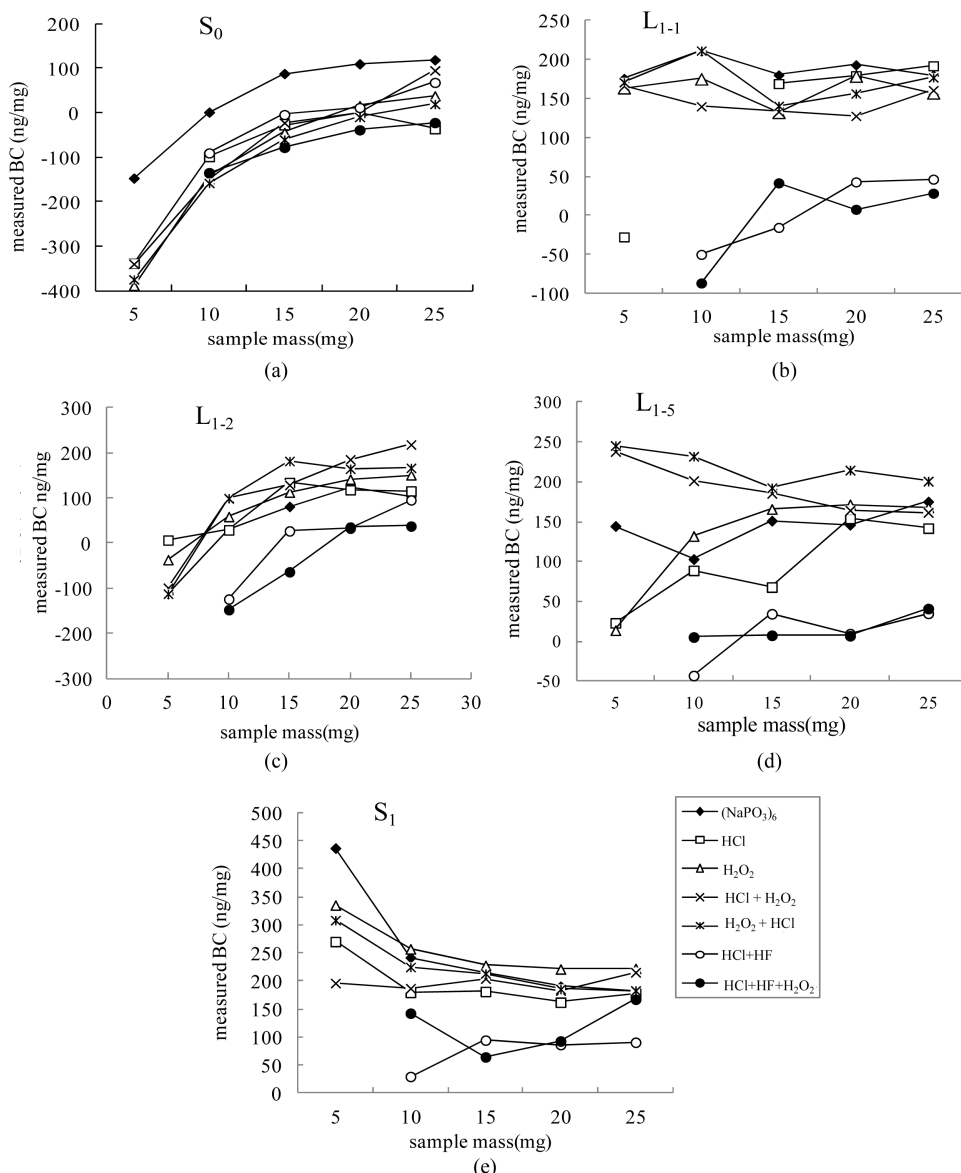 S₀
measured BC (ng/mg)
200
100
0
-100
-200
-300
-400
5 10 15 20 25
sample mass(mg)
(a)
L₁₋₁
measured BC (ng/mg)
250
200
150
100
50
0
-50
-100
5 10 15 20 25
sample mass(mg)
(b)
L₁₋₂
measured BC ng/mg
300
200
100
0
-100
-200
-300
0 5 10 15 20 25 30
sample mass(mg)
(c)
L₁₋₅
measured BC (ng/mg)
300
250
200
150
100
50
0
-50
5 10 15 20 25
sample mass(mg)
(d)
S₁
measured BC (ng/mg)
500
450
400
350
300
250
200
150
100
50
0
5 10 15 20 25
sample mass(mg)
(e)
(NaPO₃)₆
HCl
H₂O₂
HCl + H₂O₂
H₂O₂ + HCl
HCl+HF
HCl+HF+H₂O₂